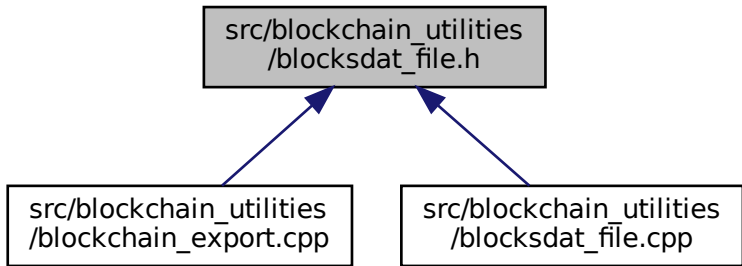 src/blockchain_utilities
/blocksdat_file.h
src/blockchain_utilities
/blockchain_export.cpp
src/blockchain_utilities
/blocksdat_file.cpp